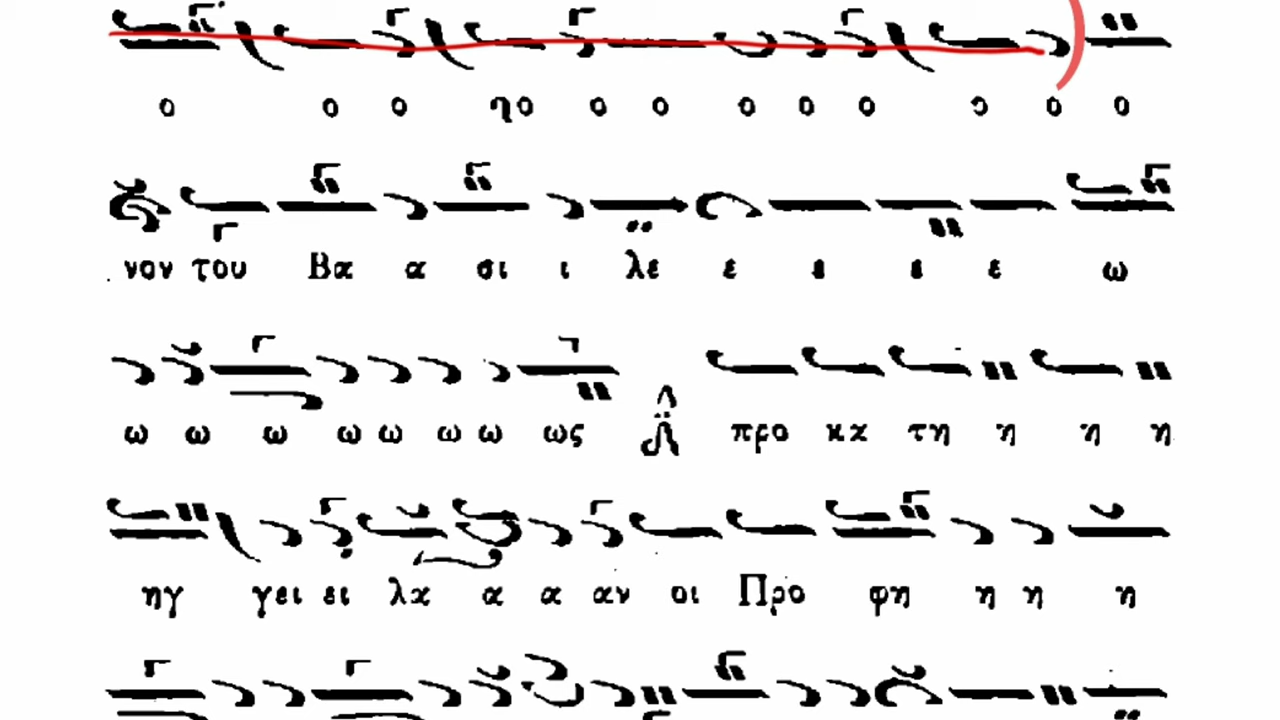 ο ο ο ηο ο ο ο ο ο ο ο ο
νον του Βα α σι ι λε ε ε ε ε ω
ω ω ω ω ω ω ω ως προ κα τη η η η
ηγ γει ει λα α α αν οι Προ φη η η η